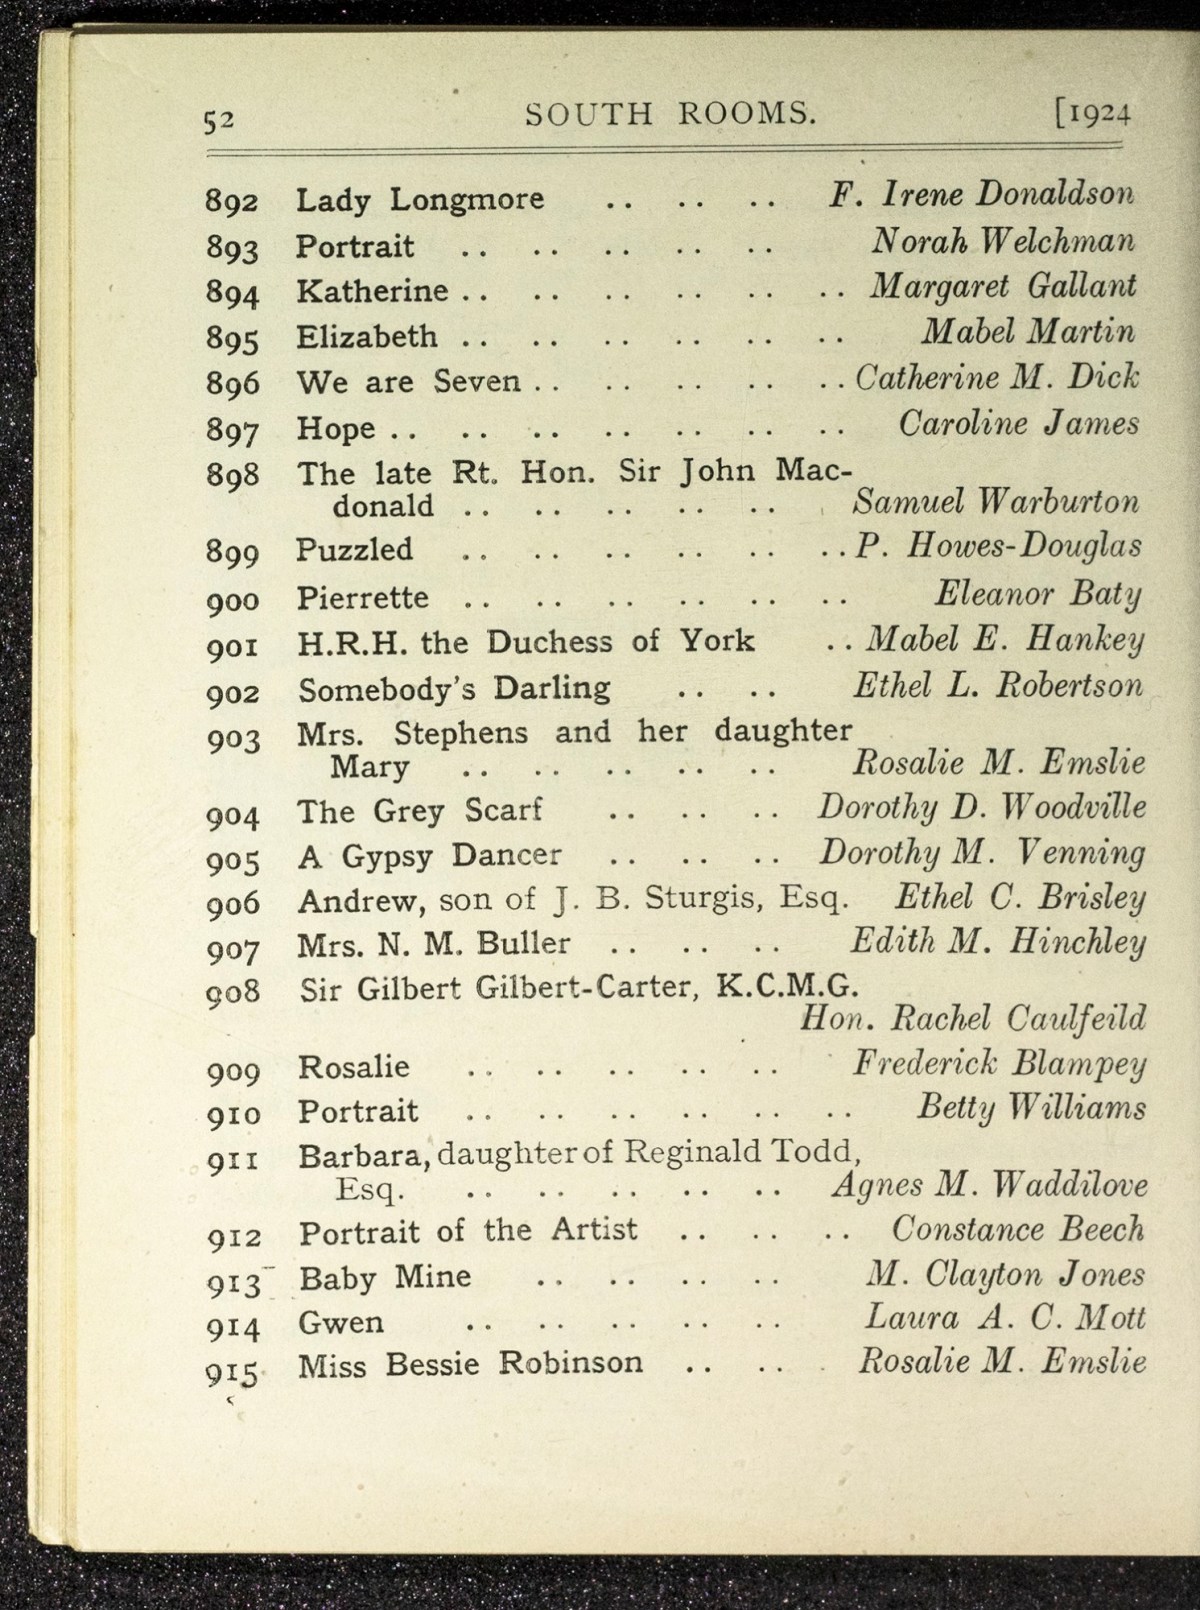 52 SOUTH ROOMS. [1924
892 Lady Longmore .. .. .. F. Irene Donaldson
893 Portrait .. .. .. .. .. Norah Welchman
894 Katherine .. .. .. .. .. .. Margaret Gallant
895 Elizabeth .. .. .. .. .. .. Mabel Martin
896 We are Seven .. .. .. .. .. Catherine M. Dick
897 Hope .. .. .. .. .. .. .. Caroline James
898 The late Rt. Hon. Sir John Mac-
donald .. .. .. .. .. Samuel Warburton
899 Puzzled .. .. .. .. .. .. P. Howes-Douglas
900 Pierrette .. .. .. .. .. .. Eleanor Baty
901 H.R.H. the Duchess of York .. Mabel E. Hankey
902 Somebody's Darling .. .. Ethel L. Robertson
903 Mrs. Stephens and her daughter
Mary .. .. .. .. .. Rosalie M. Emslie
904 The Grey Scarf .. .. .. Dorothy D. Woodville
905 A Gypsy Dancer .. .. .. Dorothy M. Venning
906 Andrew, son of J. B. Sturgis, Esq. Ethel C. Brisley
907 Mrs. N. M. Buller .. .. .. Edith M. Hinchley
908 Sir Gilbert Gilbert-Carter, K.C.M.G.
Hon. Rachel Caulfeild
909 Rosalie .. .. .. .. .. Frederick Blampey
910 Portrait .. .. .. .. .. .. Betty Williams
911 Barbara, daughter of Reginald Todd,
Esq. .. .. .. .. .. Agnes M. Waddilove
912 Portrait of the Artist .. .. .. Constance Beech
913 Baby Mine .. .. .. .. M. Clayton Jones
914 Gwen .. .. .. .. .. Laura A. C. Mott
915 Miss Bessie Robinson .. .. . Rosalie M. Emslie